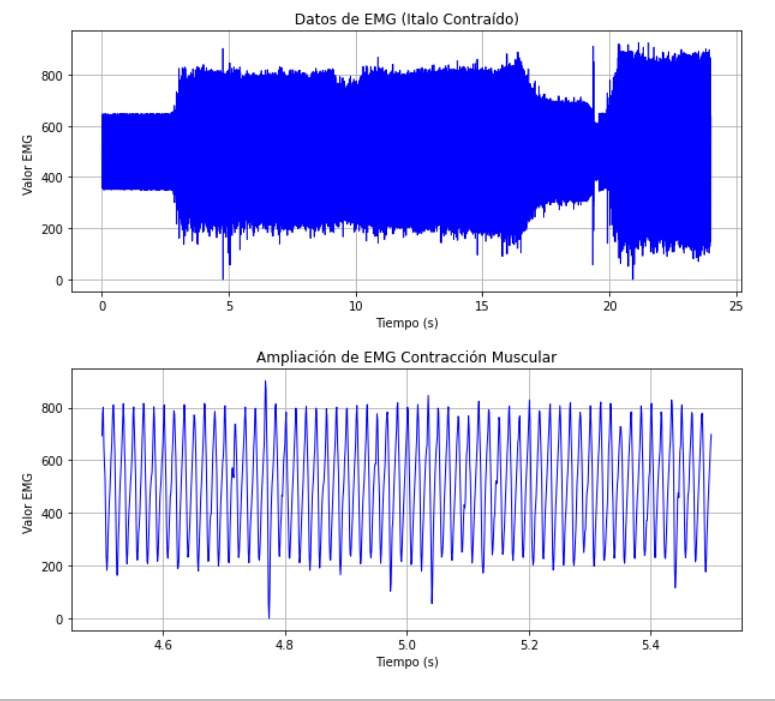 Datos de EMG (Italo Contraído)
Valor EMG
800
600
400
200
0
0 5 10 15 20 25
Tiempo (s)
Ampliación de EMG Contracción Muscular
Valor EMG
800
600
400
200
0
4.6 4.8 5.0 5.2 5.4
Tiempo (s)